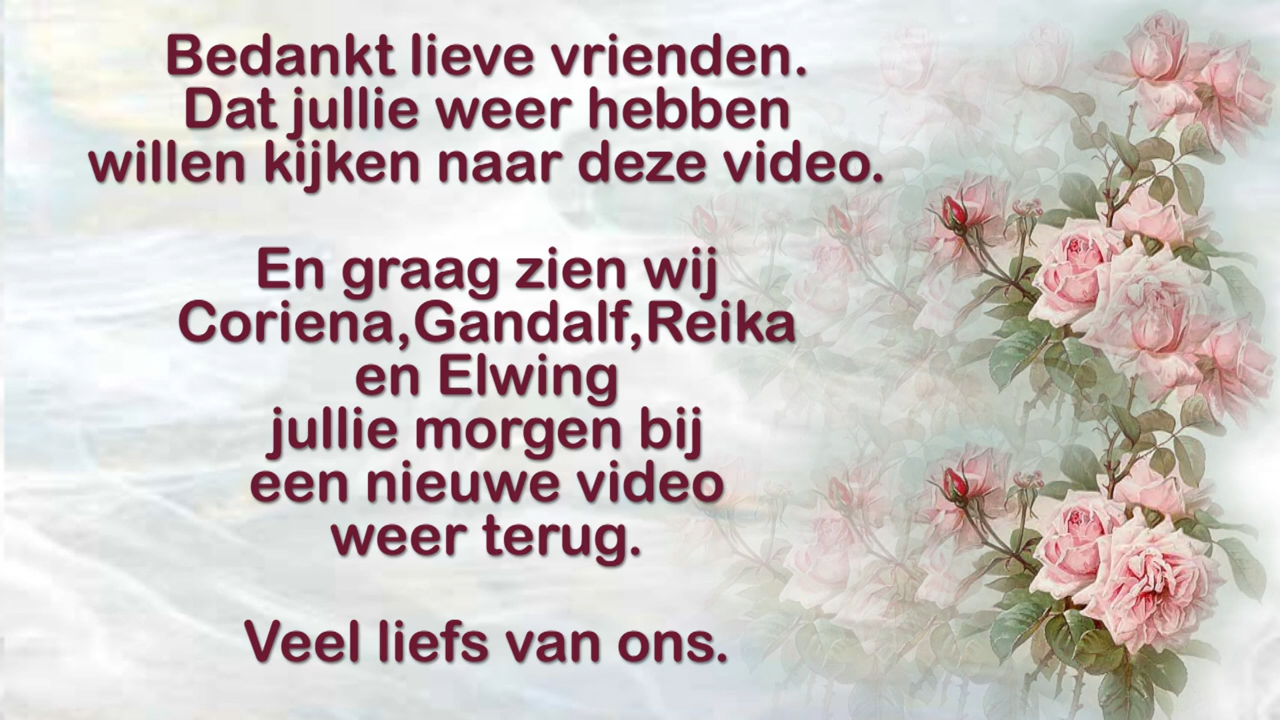 Bedankt lieve vrienden.
Dat jullie weer hebben
willen kijken naar deze video.
En graag zien wij
Coriena,Gandalf,Reika
en Elwing
jullie morgen bij
een nieuwe video
weer terug.
Veel liefs van ons.